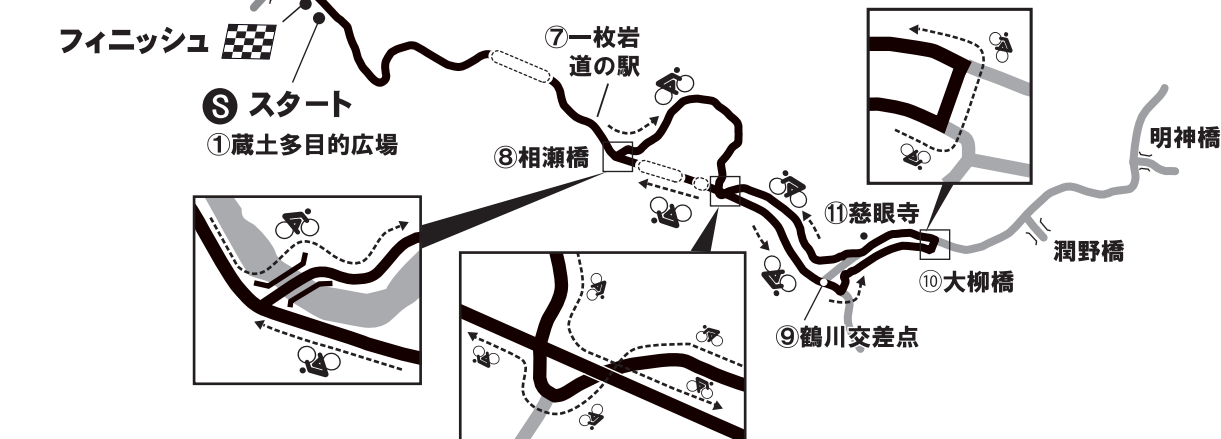 フィニッシュ
S スタート
①蔵土多目的広場
⑦一枚岩
道の駅
⑧相瀬橋
⑪慈眼寺
⑩大柳橋
⑨鶴川交差点
明神橋
潤野橋